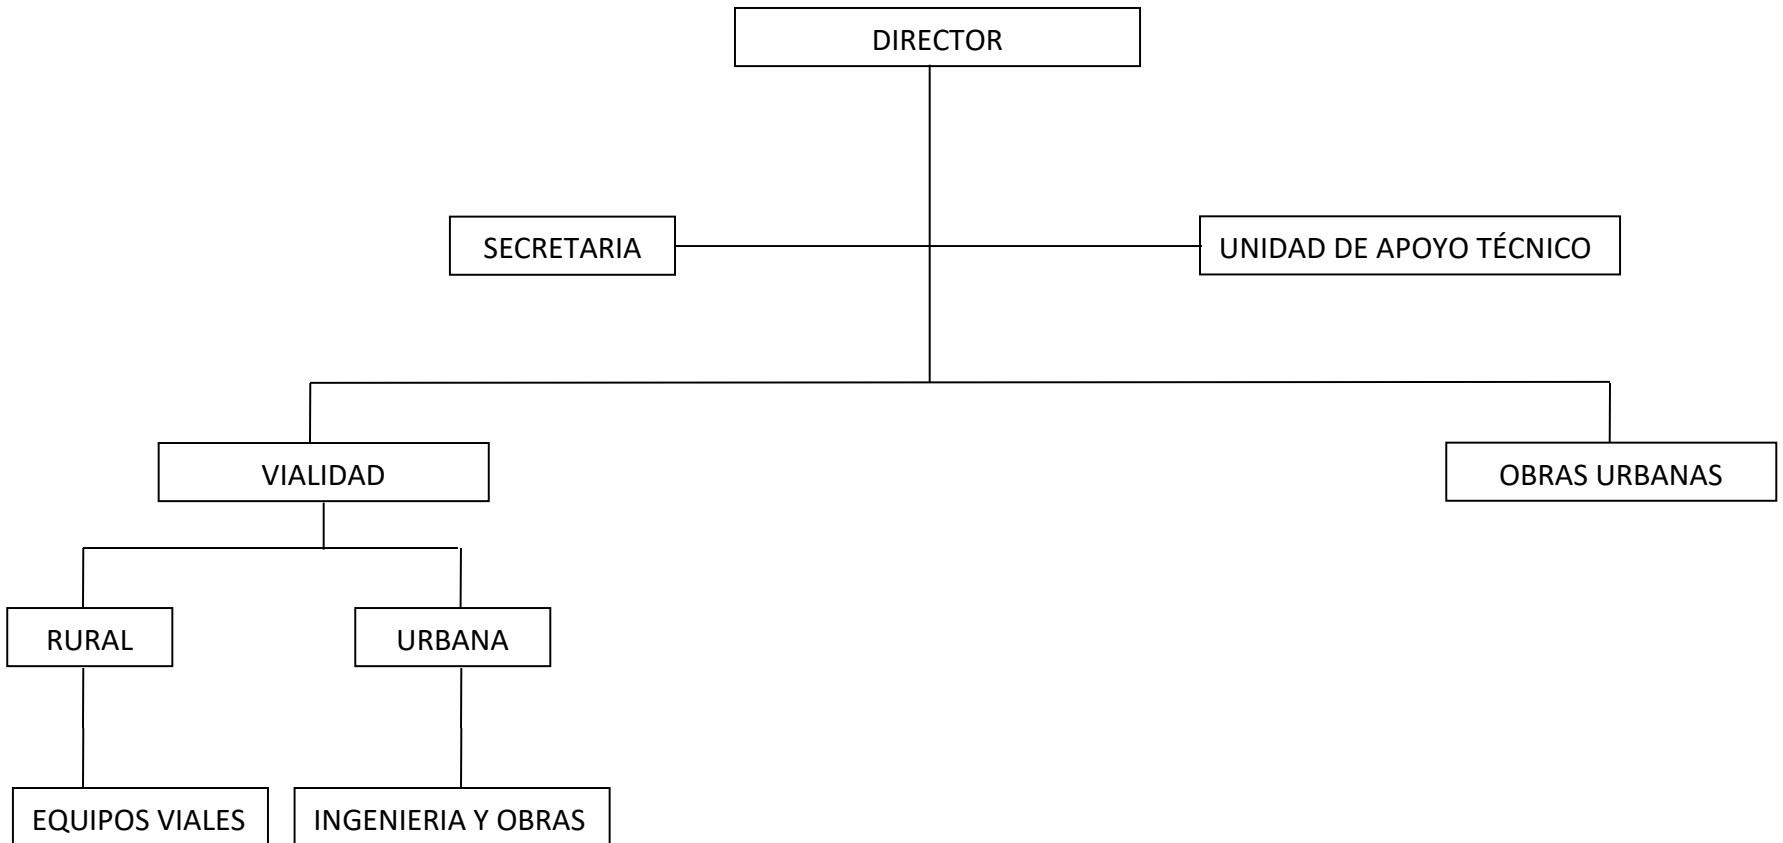 DIRECTOR
SECRETARIA
UNIDAD DE APOYO TÉCNICO
VIALIDAD
OBRAS URBANAS
RURAL
URBANA
EQUIPOS VIALES
INGENIERIA Y OBRAS